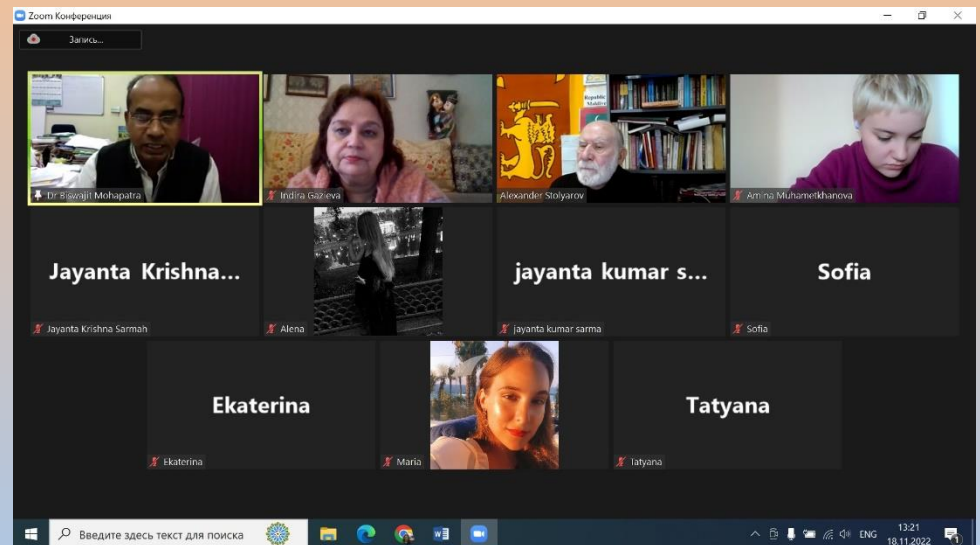 Zoom Конференция
Запись...
Republic
Maldives
Dr Biswajit Mohapatra
Indira Gazieva
Alexander Stolyarov
Amina Muhametkhanova
Jayanta Krishna...
jayanta kumar s...
Sofia
Jayanta Krishna Sarmah
Alena
jayanta kumar sarma
Sofia
Ekaterina
Tatyana
Ekaterina
Maria
Tatyana
Введите здесь текст для поиска
ENG
13:21
18.11.2022